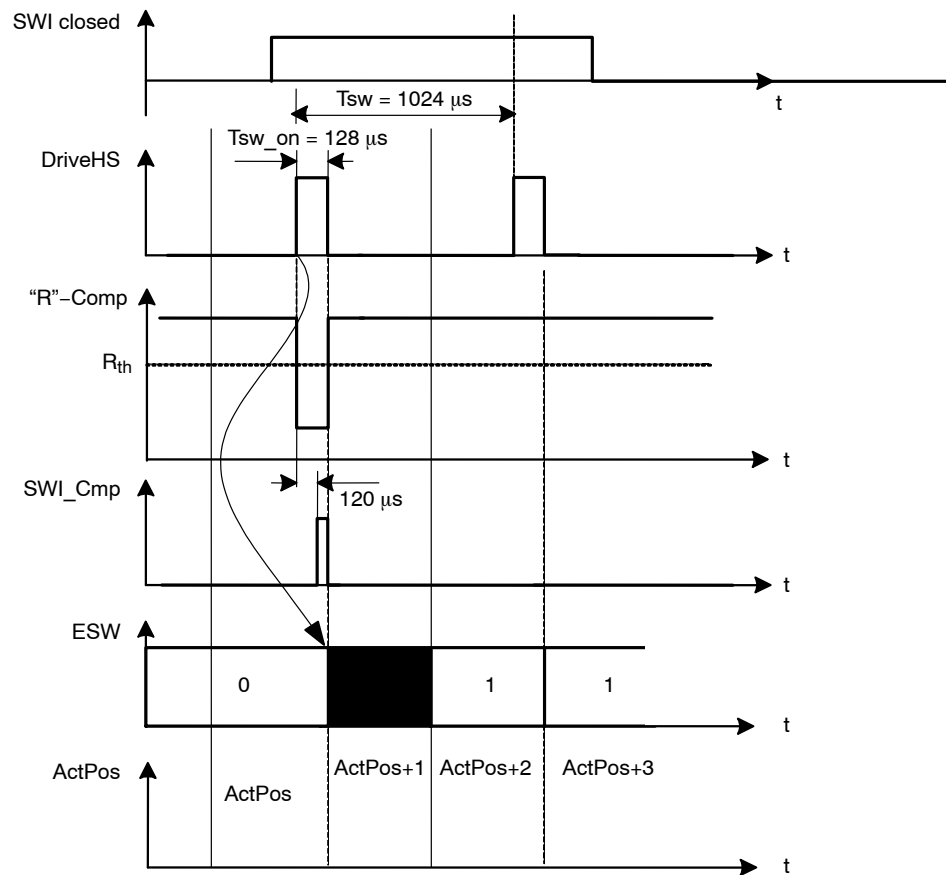 SWI closed
t
Tsw = 1024 μs
Tsw_on = 128 μs
DriveHS
t
“R”−Comp
Rth
t
SWI_Cmp
120 μs
t
ESW
0
1
1
t
ActPos
ActPos
ActPos+1
ActPos+2
ActPos+3
t